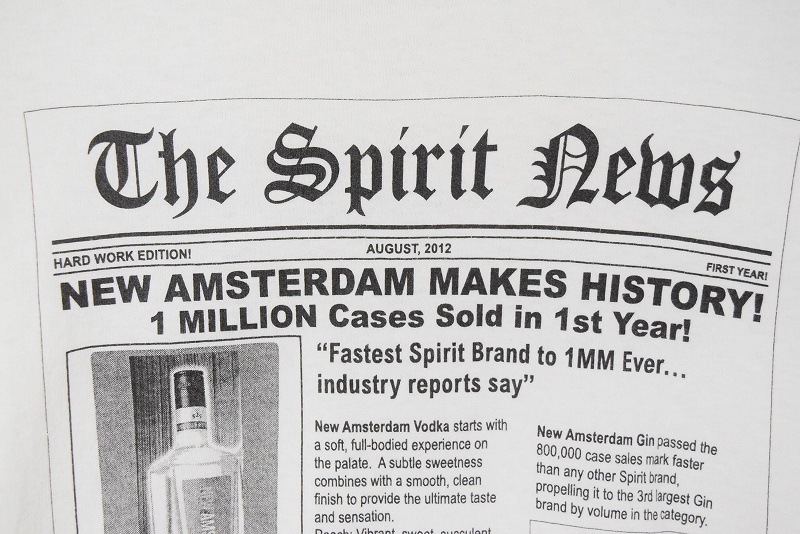 The Spirit News
HARD WORK EDITION!
AUGUST, 2012
FIRST YEAR!
NEW AMSTERDAM MAKES HISTORY!
1 MILLION Cases Sold in 1st Year!
“Fastest Spirit Brand to 1MM Ever...
industry reports say”
New Amsterdam Vodka starts with
a soft, full-bodied experience on
the palate. A subtle sweetness
combines with a smooth, clean
finish to provide the ultimate taste
and sensation.
Peach: Vibrant, sweet, succulent
New Amsterdam Gin passed the
800,000 case sales mark faster
than any other Spirit brand,
propelling it to the 3rd largest Gin
brand by volume in the category.